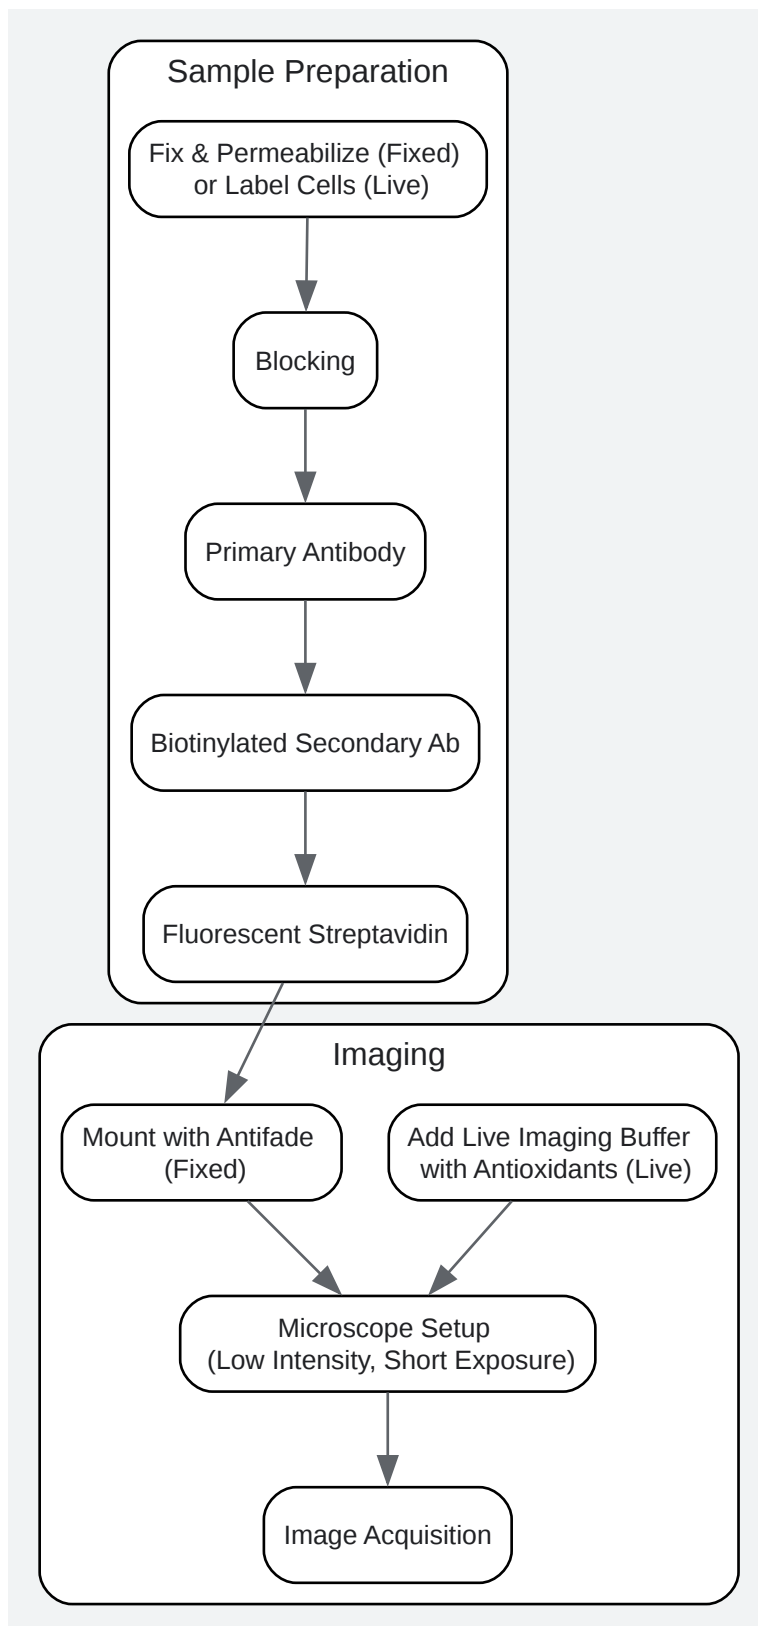 Sample Preparation
Fix & Permeabilize (Fixed)
or Label Cells (Live)
Blocking
Primary Antibody
Biotinylated Secondary Ab
Fluorescent Streptavidin
Imaging
Mount with Antifade
(Fixed)
Add Live Imaging Buffer
with Antioxidants (Live)
Microscope Setup
(Low Intensity, Short Exposure)
Image Acquisition